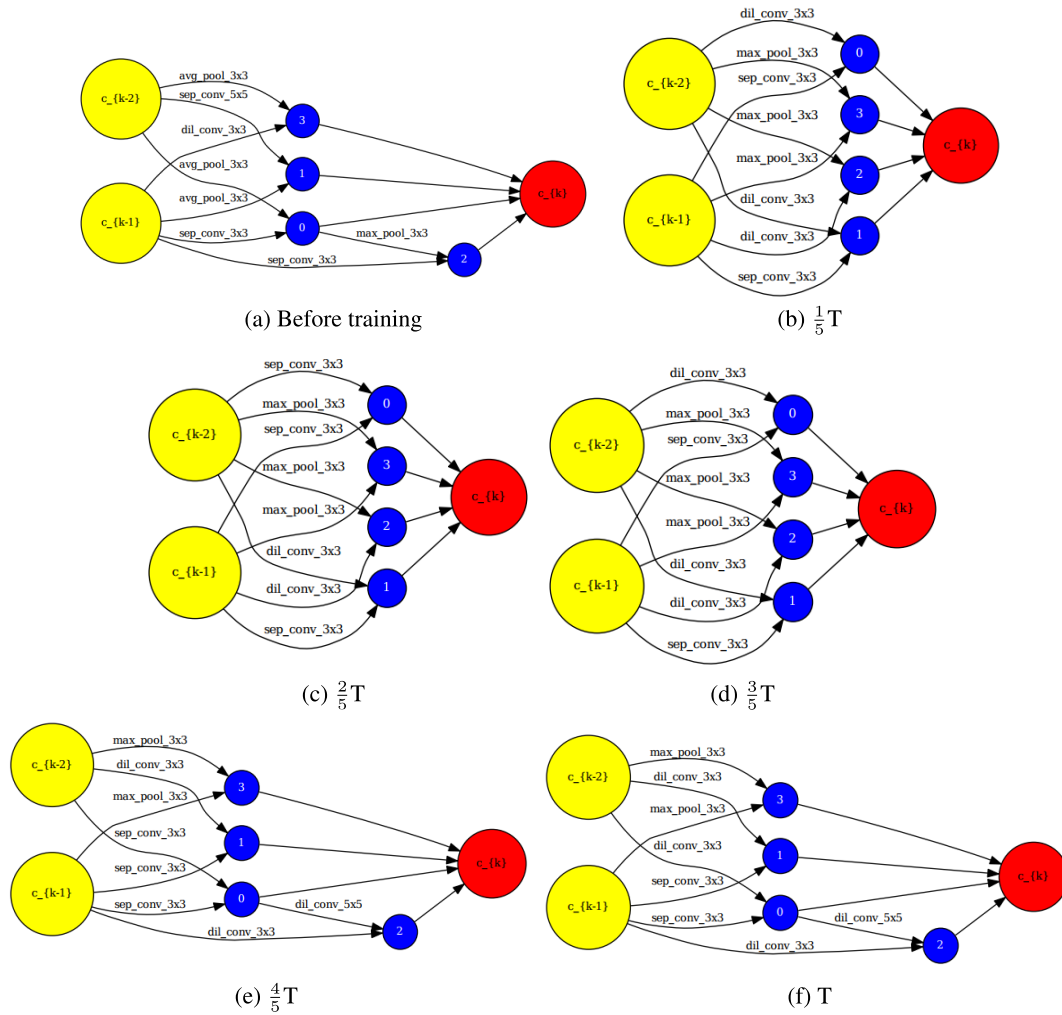 c_{k-2}
c_{k-1}
avg_pool_3x3
sep_conv_5x5
dil_conv_3x3
avg_pool_3x3
avg_pool_3x3
sep_conv_3x3
max_pool_3x3
sep_conv_3x3
3
1
0
2
c_{k}
(a) Before training
c_{k-2}
c_{k-1}
dil_conv_3x3
max_pool_3x3
sep_conv_3x3
max_pool_3x3
max_pool_3x3
dil_conv_3x3
dil_conv_3x3
sep_conv_3x3
0
3
2
1
c_{k}
(b) 1/5 T
c_{k-2}
c_{k-1}
sep_conv_3x3
max_pool_3x3
sep_conv_3x3
max_pool_3x3
max_pool_3x3
dil_conv_3x3
dil_conv_3x3
sep_conv_3x3
0
3
2
1
c_{k}
(c) 2/5 T
c_{k-2}
c_{k-1}
dil_conv_3x3
max_pool_3x3
sep_conv_3x3
max_pool_3x3
max_pool_3x3
dil_conv_3x3
dil_conv_3x3
sep_conv_3x3
0
3
2
1
c_{k}
(d) 3/5 T
c_{k-2}
c_{k-1}
max_pool_3x3
dil_conv_3x3
max_pool_3x3
sep_conv_3x3
sep_conv_3x3
sep_conv_3x3
dil_conv_5x5
dil_conv_3x3
3
1
0
2
c_{k}
(e) 4/5 T
c_{k-2}
c_{k-1}
max_pool_3x3
dil_conv_3x3
max_pool_3x3
dil_conv_3x3
sep_conv_3x3
sep_conv_3x3
dil_conv_5x5
dil_conv_3x3
3
1
0
2
c_{k}
(f) T